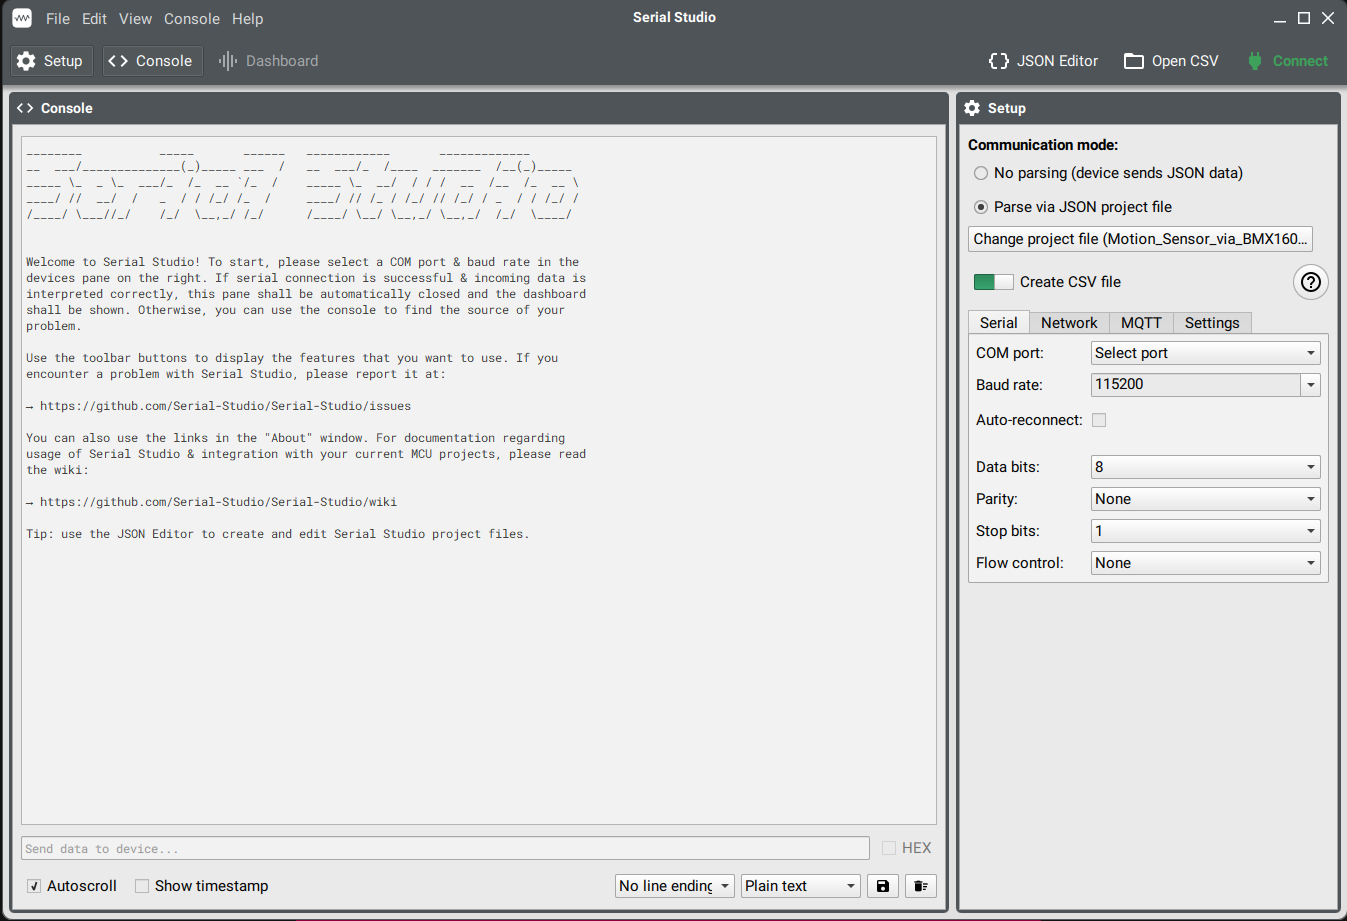 Serial Studio
File Edit View Console Help
Setup Console Dashboard JSON Editor Open CSV Connect
Console
Welcome to Serial Studio! To start, please select a COM port & baud rate in the
devices pane on the right. If serial connection is successful & incoming data is
interpreted correctly, this pane shall be automatically closed and the dashboard
shall be shown. Otherwise, you can use the console to find the source of your
problem.
Use the toolbar buttons to display the features that you want to use. If you
encounter a problem with Serial Studio, please report it at:
→ https://github.com/Serial-Studio/Serial-Studio/issues
You can also use the links in the "About" window. For documentation regarding
usage of Serial Studio & integration with your current MCU projects, please read
the wiki:
→ https://github.com/Serial-Studio/Serial-Studio/wiki
Tip: use the JSON Editor to create and edit Serial Studio project files.
Send data to device...
HEX
Autoscroll Show timestamp No line ending Plain text
Setup
Communication mode:
No parsing (device sends JSON data)
Parse via JSON project file
Change project file (Motion_Sensor_via_BMX160...
Create CSV file
Serial Network MQTT Settings
COM port: Select port
Baud rate: 115200
Auto-reconnect:
Data bits: 8
Parity: None
Stop bits: 1
Flow control: None